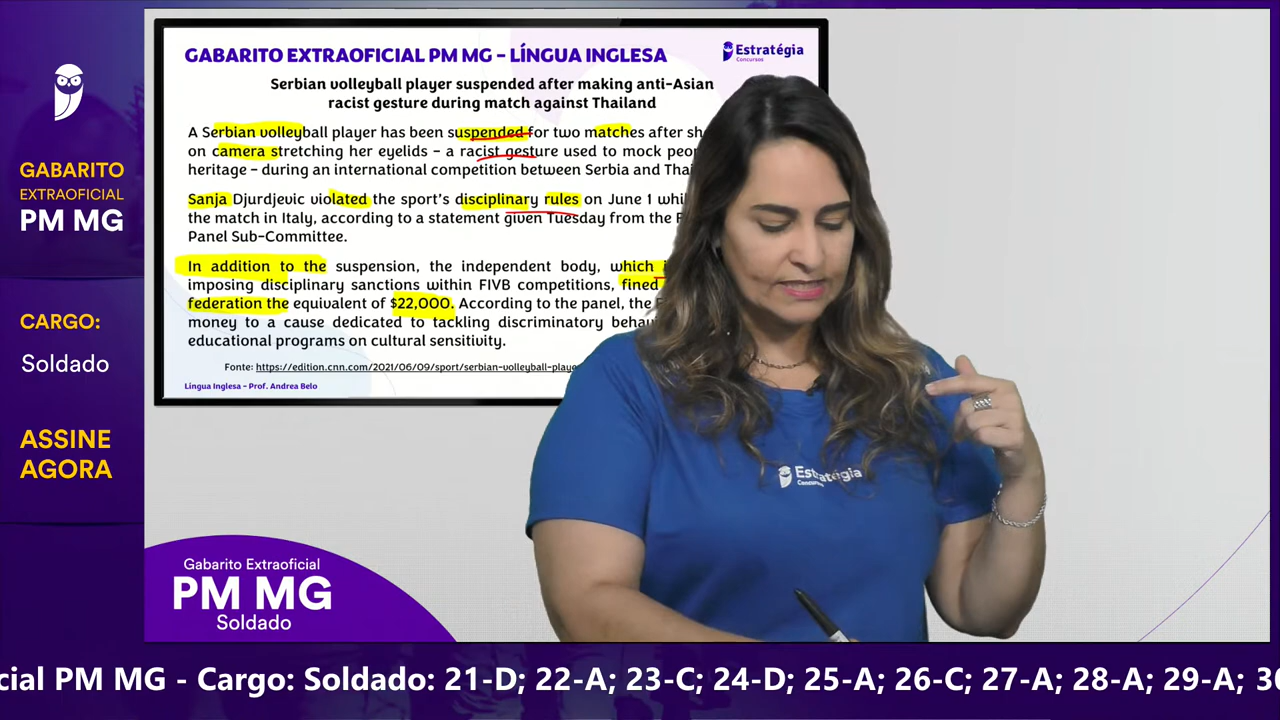 GABARITO
EXTRAOFICIAL
PM MG
CARGO:
Soldado
ASSINE
AGORA
GABARITO EXTRAOFICIAL PM MG – LÍNGUA INGLESA
Estratégia
Concursos
Serbian volleyball player suspended after making anti-Asian
racist gesture during match against Thailand
A Serbian volleyball player has been suspended for two matches after
on camera stretching her eyelids – a racist gesture used to mock
heritage – during an international competition between Serbia and
Sanja Djurdjevic violated the sport's disciplinary rules on June 1
the match in Italy, according to a statement given Tuesday from the
Panel Sub-Committee.
In addition to the suspension, the independent body, which
imposing disciplinary sanctions within FIVB competitions, fined
federation the equivalent of $22,000. According to the panel, the
money to a cause dedicated to tackling discriminatory
educational programs on cultural sensitivity.
Fonte: https://edition.cnn.com/2021/06/09/sport/serbian-volleyball-playe
Língua Inglesa – Prof. Andrea Belo
Estratégia
Concursos
Gabarito Extraoficial
PM MG
Soldado
cial PM MG - Cargo: Soldado: 21-D; 22-A; 23-C; 24-D; 25-A; 26-C; 27-A; 28-A; 29-A; 30